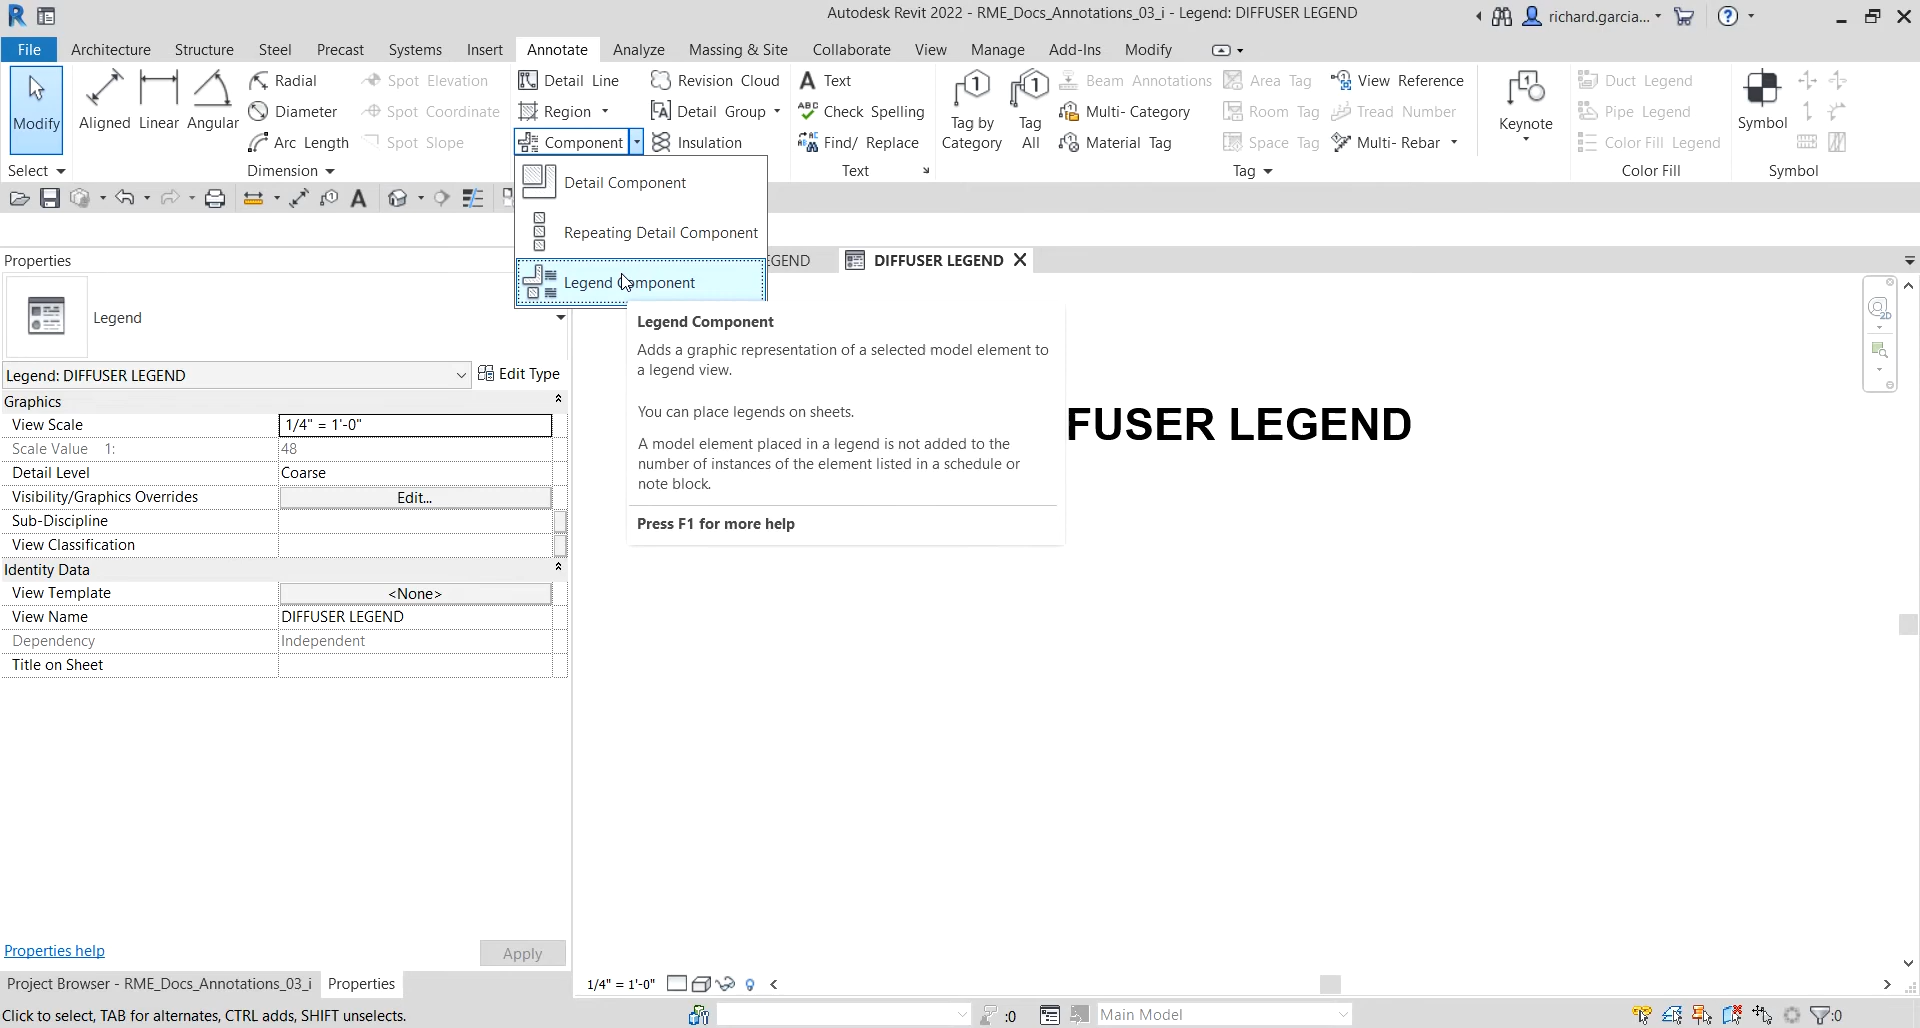 Autodesk Revit 2022 - RME_Docs_Annotations_03_i - Legend: DIFFUSER LEGEND
richard.garcia...
File Architecture Structure Steel Precast Systems Insert Annotate Analyze Massing & Site Collaborate View Manage Add-Ins Modify
Modify
Select
Aligned Linear Angular
Radial
Diameter
Arc Length
Spot Elevation
Spot Coordinate
Spot Slope
Dimension
Detail Line
Region
Component
Revision Cloud
Detail Group
Insulation
Text
Check Spelling
Find/ Replace
Text
Tag by Category
Tag All
Beam Annotations
Multi- Category
Material Tag
Area Tag
Room Tag
Space Tag
View Reference
Tread Number
Multi- Rebar
Tag
Keynote
Duct Legend
Pipe Legend
Color Fill Legend
Color Fill
Symbol
Symbol
Detail Component
Repeating Detail Component
Legend Component
Legend Component
Adds a graphic representation of a selected model element to
a legend view.
You can place legends on sheets.
A model element placed in a legend is not added to the
number of instances of the element listed in a schedule or
note block.
Press F1 for more help
EGEND
DIFFUSER LEGEND
FUSER LEGEND
2D
Properties
Legend
Legend: DIFFUSER LEGEND Edit Type
Graphics
View Scale 1/4" = 1'-0"
Scale Value 1: 48
Detail Level Coarse
Visibility/Graphics Overrides Edit...
Sub-Discipline
View Classification
Identity Data
View Template <None>
View Name DIFFUSER LEGEND
Dependency Independent
Title on Sheet
Properties help Apply
Project Browser - RME_Docs_Annotations_03_i Properties
1/4" = 1'-0"
Click to select, TAB for alternates, CTRL adds, SHIFT unselects.
:0
Main Model
:0